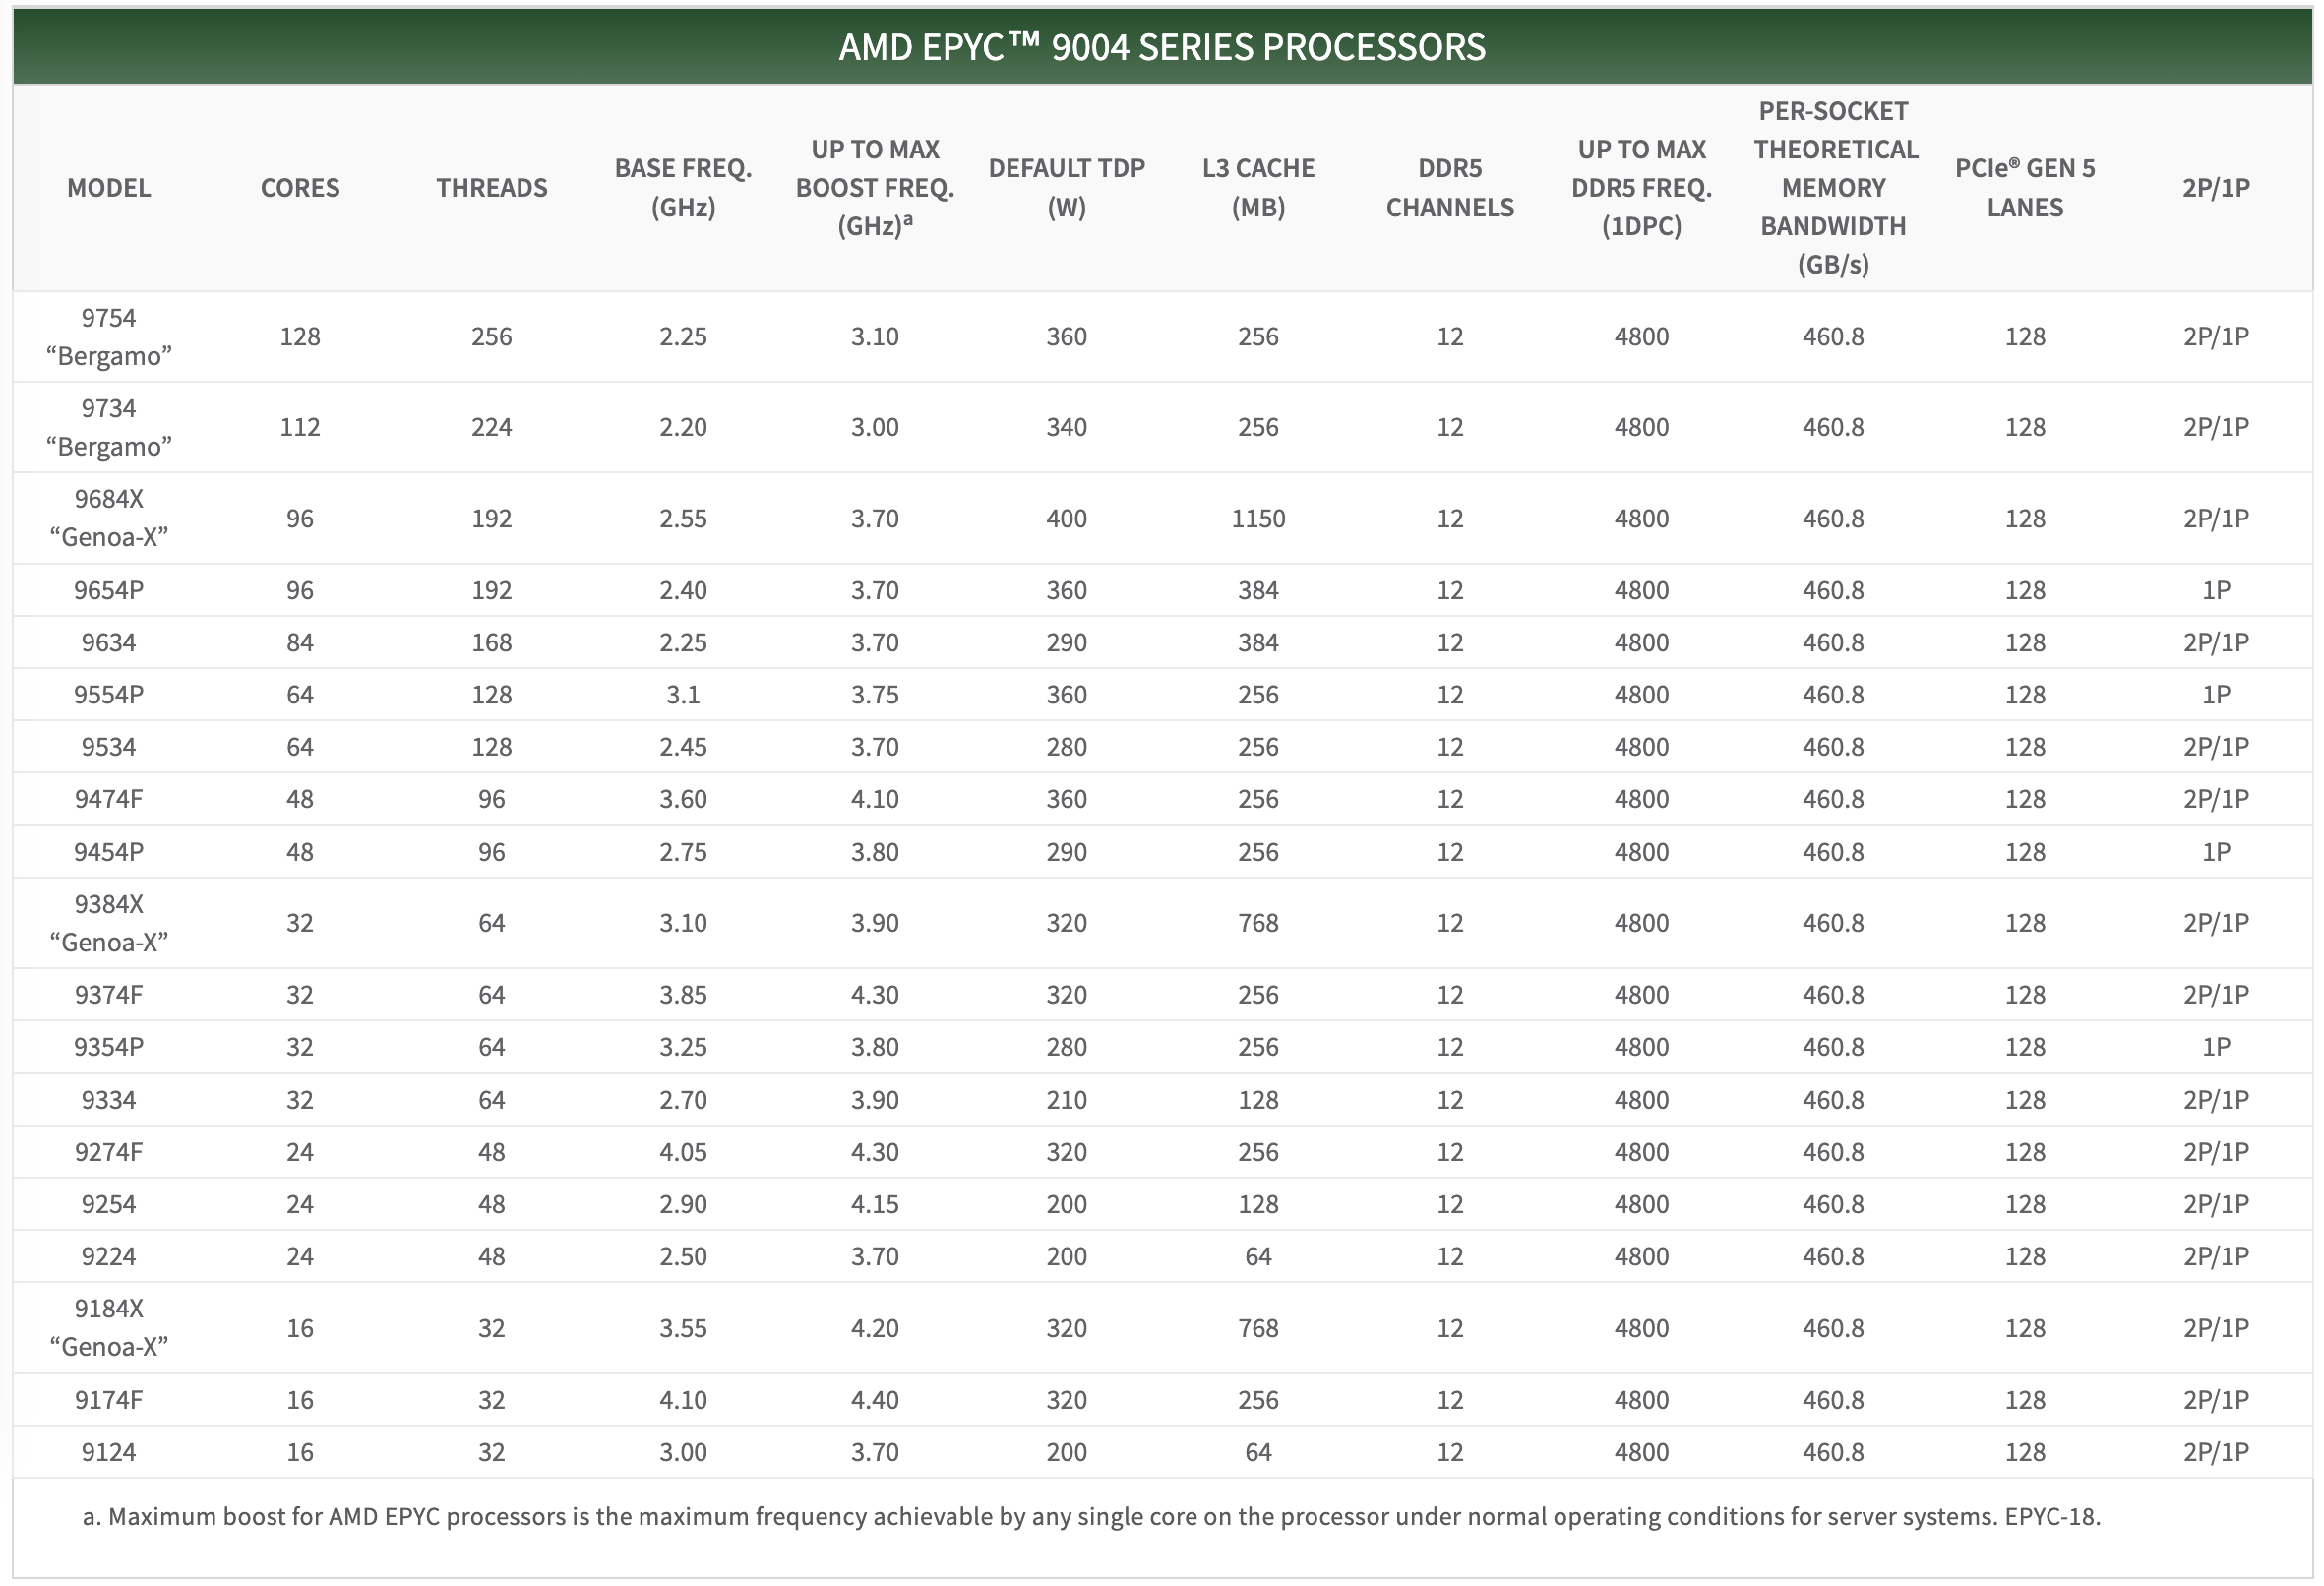 AMD EPYC™ 9004 SERIES PROCESSORS
MODEL CORES THREADS BASE FREQ. (GHz) UP TO MAX BOOST FREQ. (GHz)ᵃ DEFAULT TDP (W) L3 CACHE (MB) DDR5 CHANNELS UP TO MAX DDR5 FREQ. (1DPC) PER-SOCKET THEORETICAL MEMORY BANDWIDTH (GB/s) PCIe® GEN 5 LANES 2P/1P
9754 “Bergamo” 128 256 2.25 3.10 360 256 12 4800 460.8 128 2P/1P
9734 “Bergamo” 112 224 2.20 3.00 340 256 12 4800 460.8 128 2P/1P
9684X “Genoa-X” 96 192 2.55 3.70 400 1150 12 4800 460.8 128 2P/1P
9654P 96 192 2.40 3.70 360 384 12 4800 460.8 128 1P
9634 84 168 2.25 3.70 290 384 12 4800 460.8 128 2P/1P
9554P 64 128 3.1 3.75 360 256 12 4800 460.8 128 1P
9534 64 128 2.45 3.70 280 256 12 4800 460.8 128 2P/1P
9474F 48 96 3.60 4.10 360 256 12 4800 460.8 128 2P/1P
9454P 48 96 2.75 3.80 290 256 12 4800 460.8 128 1P
9384X “Genoa-X” 32 64 3.10 3.90 320 768 12 4800 460.8 128 2P/1P
9374F 32 64 3.85 4.30 320 256 12 4800 460.8 128 2P/1P
9354P 32 64 3.25 3.80 280 256 12 4800 460.8 128 1P
9334 32 64 2.70 3.90 210 128 12 4800 460.8 128 2P/1P
9274F 24 48 4.05 4.30 320 256 12 4800 460.8 128 2P/1P
9254 24 48 2.90 4.15 200 128 12 4800 460.8 128 2P/1P
9224 24 48 2.50 3.70 200 64 12 4800 460.8 128 2P/1P
9184X “Genoa-X” 16 32 3.55 4.20 320 768 12 4800 460.8 128 2P/1P
9174F 16 32 4.10 4.40 320 256 12 4800 460.8 128 2P/1P
9124 16 32 3.00 3.70 200 64 12 4800 460.8 128 2P/1P
a. Maximum boost for AMD EPYC processors is the maximum frequency achievable by any single core on the processor under normal operating conditions for server systems. EPYC-18.